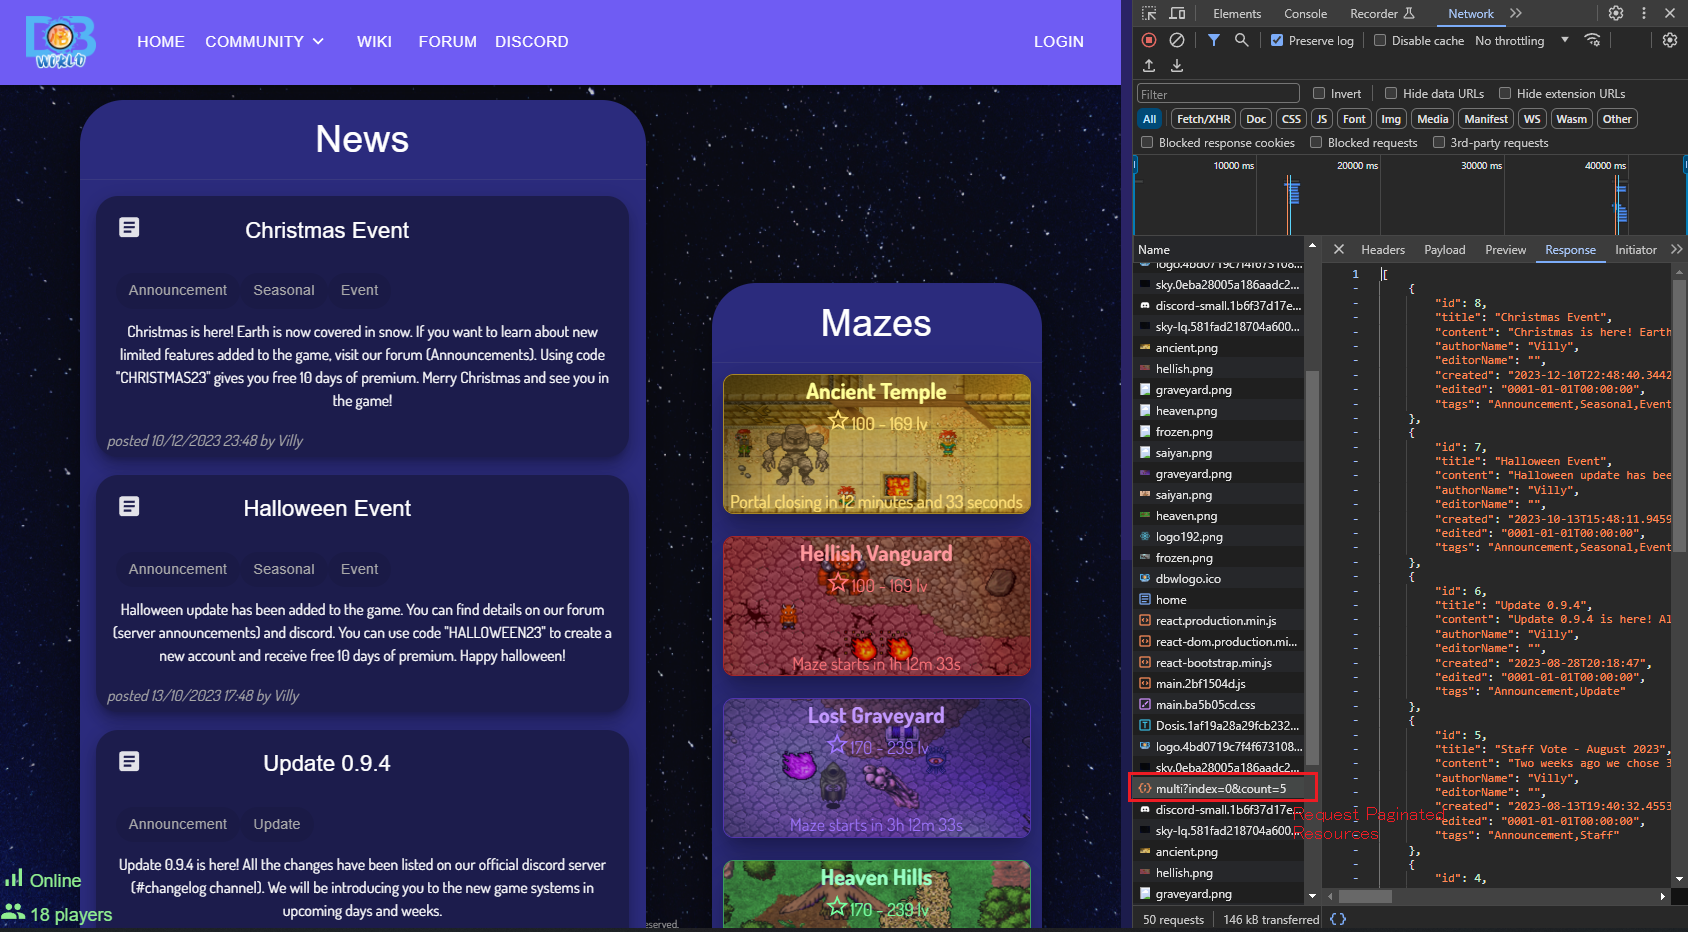 DB
WORLD
HOME
COMMUNITY
WIKI
FORUM
DISCORD
LOGIN
News
Christmas Event
Announcement
Seasonal
Event
Christmas is here! Earth is now covered in snow. If you want to learn about new
limited features added to the game, visit our forum (Announcements). Using code
"CHRISTMAS23" gives you free 10 days of premium. Merry Christmas and see you in
the game!
posted 10/12/2023 23:48 by Villy
Halloween Event
Announcement
Seasonal
Event
Halloween update has been added to the game. You can find details on our forum
(server announcements) and discord. You can use code "HALLOWEEN23" to create a
new account and receive free 10 days of premium. Happy halloween!
posted 13/10/2023 17:48 by Villy
Update 0.9.4
Announcement
Update
Update 0.9.4 is here! All the changes have been listed on our official discord server
(#changelog channel). We will be introducing you to the new game systems in
upcoming days and weeks.
Online
18 players
Mazes
Ancient Temple
100 - 169 lv
Portal closing in 12 minutes and 33 seconds
Hellish Vanguard
100 - 169 lv
Maze starts in 1h 12m 33s
Lost Graveyard
170 - 239 lv
Maze starts in 3h 12m 33s
Heaven Hills
170 - 239 lv
eserved.
Elements
Console
Recorder
Network
Preserve log
Disable cache
No throttling
Filter
Invert
Hide data URLs
Hide extension URLs
All
Fetch/XHR
Doc
CSS
JS
Font
Img
Media
Manifest
WS
Wasm
Other
Blocked response cookies
Blocked requests
3rd-party requests
10000 ms
20000 ms
30000 ms
40000 ms
Name
logo.4bd0719c7f4f673108...
sky.0eba28005a186aadc2...
discord-small.1b6f37d17e...
sky-lq.581fad218704a600...
ancient.png
hellish.png
graveyard.png
heaven.png
frozen.png
saiyan.png
graveyard.png
saiyan.png
heaven.png
logo192.png
frozen.png
dbwlogo.ico
home
react.production.min.js
react-dom.production.mi...
react-bootstrap.min.js
main.2bf1504d.js
main.ba5b05cd.css
Dosis.1af19a28a29fcb232...
logo.4bd0719c7f4f673108...
sky.0eba28005a186aadc2...
multi?index=0&count=5
discord-small.1b6f37d17e...
sky-lq.581fad218704a600...
ancient.png
hellish.png
graveyard.png
Request Paginated
Resources
50 requests
146 kB transferred
Headers
Payload
Preview
Response
Initiator
1 [
- {
- "id": 8,
- "title": "Christmas Event",
- "content": "Christmas is here! Earth
- "authorName": "Villy",
- "editorName": "",
- "created": "2023-12-10T22:48:40.3442
- "edited": "0001-01-01T00:00:00",
- "tags": "Announcement,Seasonal,Event
- },
- {
- "id": 7,
- "title": "Halloween Event",
- "content": "Halloween update has bee
- "authorName": "Villy",
- "editorName": "",
- "created": "2023-10-13T15:48:11.9459
- "edited": "0001-01-01T00:00:00",
- "tags": "Announcement,Seasonal,Event
- },
- {
- "id": 6,
- "title": "Update 0.9.4",
- "content": "Update 0.9.4 is here! Al
- "authorName": "Villy",
- "editorName": "",
- "created": "2023-08-28T20:18:47",
- "edited": "0001-01-01T00:00:00",
- "tags": "Announcement,Update"
- },
- {
- "id": 5,
- "title": "Staff Vote - August 2023",
- "content": "Two weeks ago we chose 3
- "authorName": "Villy",
- "editorName": "",
- "created": "2023-08-13T19:40:32.4553
- "edited": "0001-01-01T00:00:00",
- "tags": "Announcement,Staff"
- },
- {
- "id": 4,